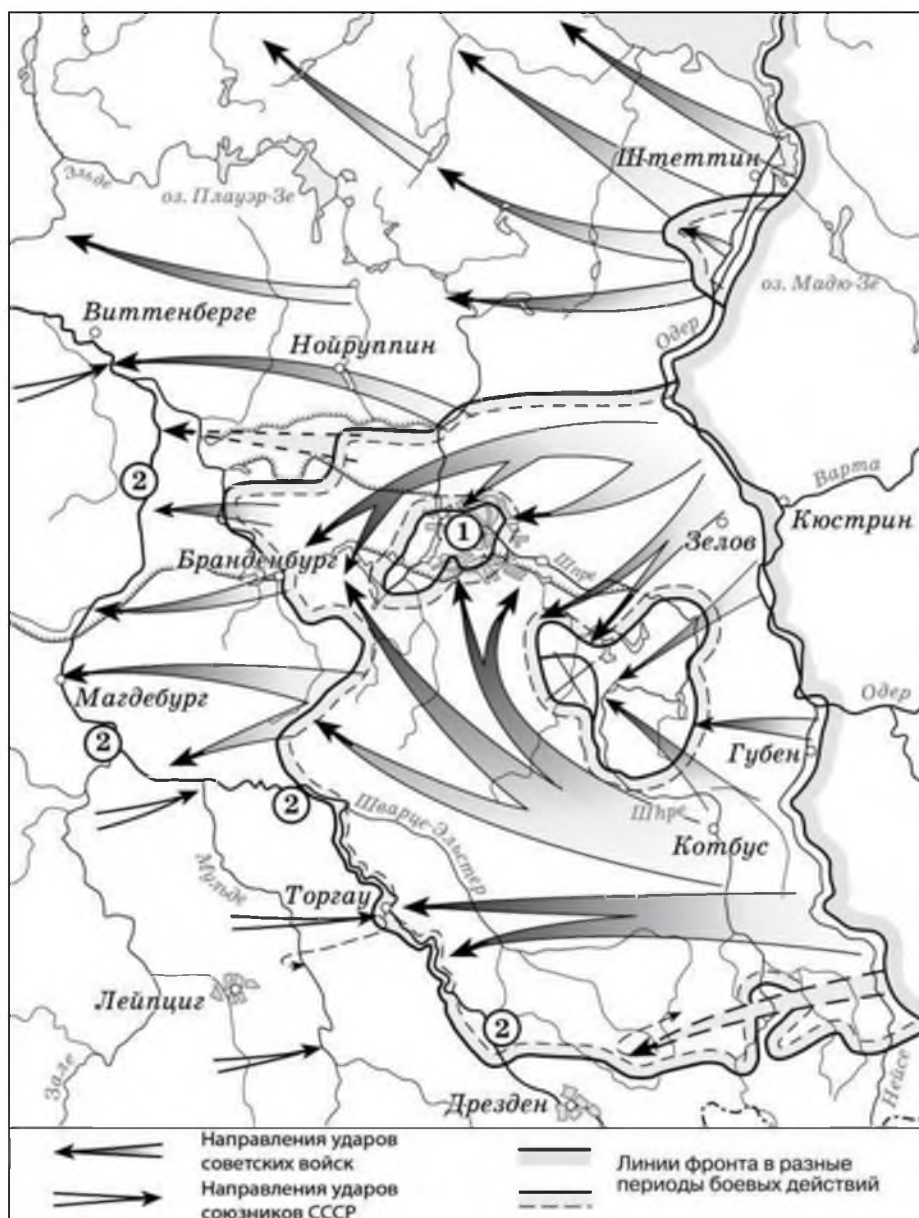 Штеттин
Эльде
оз. Плауэр-Зе
оз. Мадю-Зе
Виттенберге
Одер
Нойруппин
2
Варта
Кюстрин
1
Зелов
Бранденбург
Шпре
Магдебург
Одер
2
Губен
2
Шварце-Эльстер
Шпре
Котбус
Мульде
Торгау
Лейпциг
2
Зале
Дрезден
Нейсе
Направления ударов
советских войск
Направления ударов
союзников СССР
Линии фронта в разные
периоды боевых действий